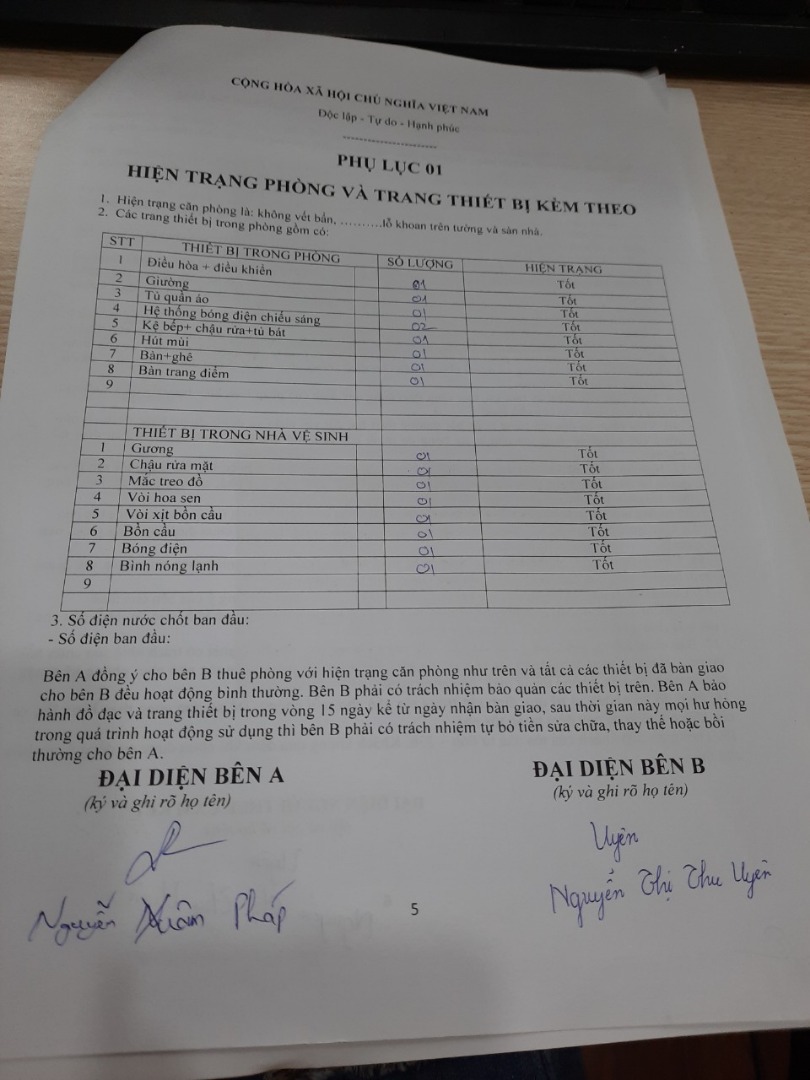 CỘNG HÒA XÃ HỘI CHỦ NGHĨA VIỆT NAM
Độc lập - Tự do - Hạnh phúc
PHỤ LỤC 01
HIỆN TRẠNG PHÒNG VÀ TRANG THIẾT BỊ KÈM THEO
1. Hiện trạng căn phòng là: không vết bẩn, ..........lỗ khoan trên tường và sàn nhà.
2. Các trang thiết bị trong phòng gồm có:
STT THIẾT BỊ TRONG PHÒNG SỐ LƯỢNG HIỆN TRẠNG
1 Điều hòa + điều khiển 01 Tốt
2 Giường 01 Tốt
3 Tủ quần áo 01 Tốt
4 Hệ thống bóng điện chiếu sáng 02 Tốt
5 Kệ bếp+ chậu rửa+tủ bát 01 Tốt
6 Hút mùi 01 Tốt
7 Bàn+ghế 01 Tốt
8 Bàn trang điểm 01 Tốt
9
THIẾT BỊ TRONG NHÀ VỆ SINH
1 Gương 01 Tốt
2 Chậu rửa mặt 01 Tốt
3 Mắc treo đồ 01 Tốt
4 Vòi hoa sen 01 Tốt
5 Vòi xịt bồn cầu 01 Tốt
6 Bồn cầu 01 Tốt
7 Bóng điện 01 Tốt
8 Bình nóng lạnh 01 Tốt
9
3. Số điện nước chốt ban đầu:
- Số điện ban đầu:
Bên A đồng ý cho bên B thuê phòng với hiện trạng căn phòng như trên và tất cả các thiết bị đã bàn giao
cho bên B đều hoạt động bình thường. Bên B phải có trách nhiệm bảo quản các thiết bị trên. Bên A bảo
hành đồ đạc và trang thiết bị trong vòng 15 ngày kể từ ngày nhận bàn giao, sau thời gian này mọi hư hỏng
trong quá trình hoạt động sử dụng thì bên B phải có trách nhiệm tự bỏ tiền sửa chữa, thay thế hoặc bồi
thường cho bên A.
ĐẠI DIỆN BÊN A
(ký và ghi rõ họ tên)
Nguyễn Xuân Pháp
ĐẠI DIỆN BÊN B
(ký và ghi rõ họ tên)
Uyên
Nguyễn Thị Thu Uyên
5